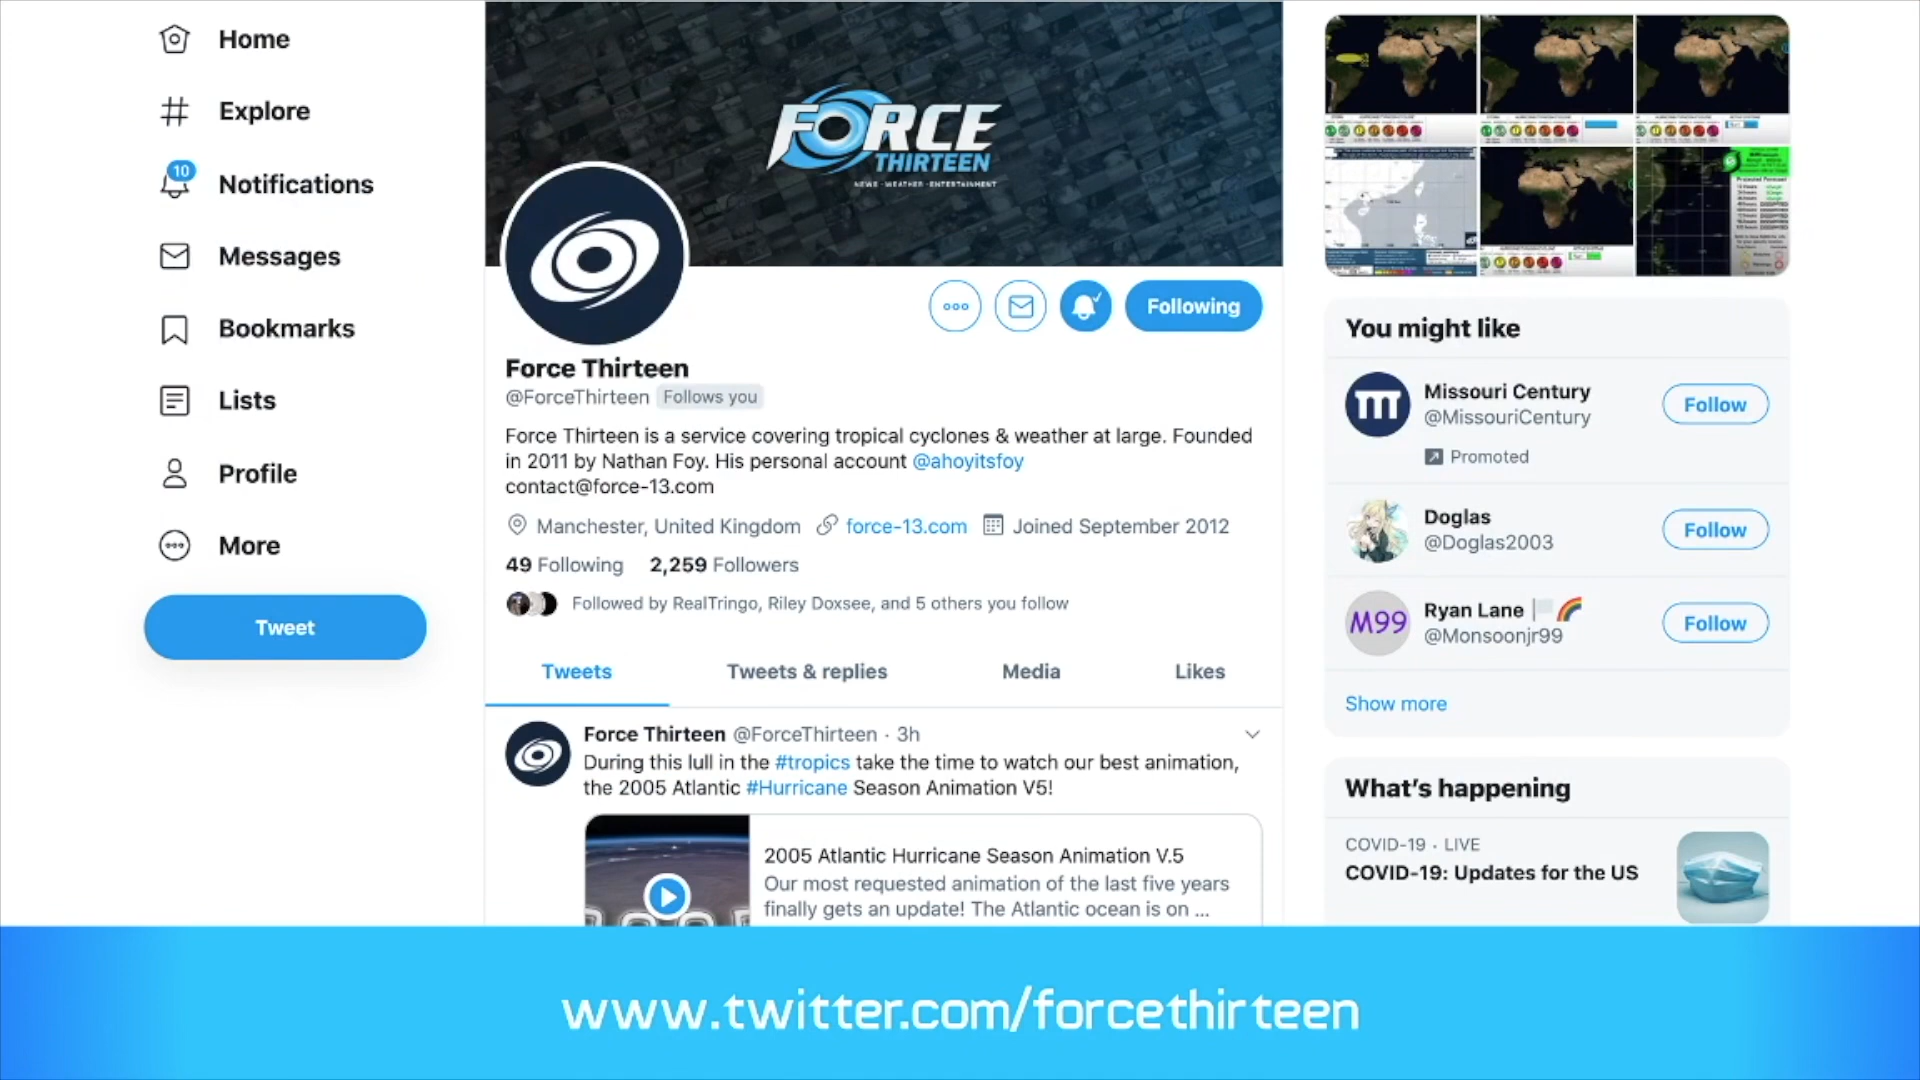 Home
Explore
10
Notifications
Messages
Bookmarks
Lists
Profile
More
Tweet
FORCE
THIRTEEN
NEWS - WEATHER - ENTERTAINMENT
Following
Force Thirteen
@ForceThirteen Follows you
Force Thirteen is a service covering tropical cyclones & weather at large. Founded
in 2011 by Nathan Foy. His personal account @ahoyitsfoy
contact@force-13.com
Manchester, United Kingdom force-13.com Joined September 2012
49 Following 2,259 Followers
Followed by RealTringo, Riley Doxsee, and 5 others you follow
Tweets Tweets & replies Media Likes
Force Thirteen @ForceThirteen · 3h
During this lull in the #tropics take the time to watch our best animation,
the 2005 Atlantic #Hurricane Season Animation V5!
2005 Atlantic Hurricane Season Animation V.5
Our most requested animation of the last five years
finally gets an update! The Atlantic ocean is on ...
You might like
Missouri Century
@MissouriCentury
Follow
Promoted
Doglas
@Doglas2003
Follow
M99
Ryan Lane
@Monsoonjr99
Follow
Show more
What's happening
COVID-19 · LIVE
COVID-19: Updates for the US
www.twitter.com/forcethirteen